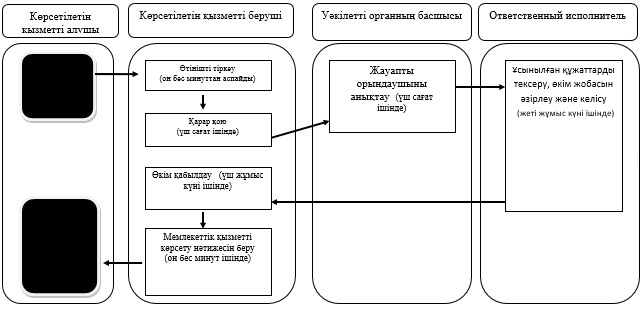 Көрсетілетін
кызметті алушы
Көрсетілетін қызметті беруші
Уәкілетті органның басшысы
Ответственный исполнитель
Өтінішті тіркеу
(он бес минуттан аспайды)
Қарар қою
(үш сағат ішінде)
Жауапты
орындаушыны
анықтау (үш сағат
ішінде)
Ұсынылған құжаттарды
тексеру, өкім жобасын
әзірлеу және келісу
(жеті жұмыс күні ішінде)
Өкім қабылдау (үш жұмыс
күні ішінде)
Мемлекеттік қызметті
көрсету нәтижесін беру
(он бес минут ішінде)